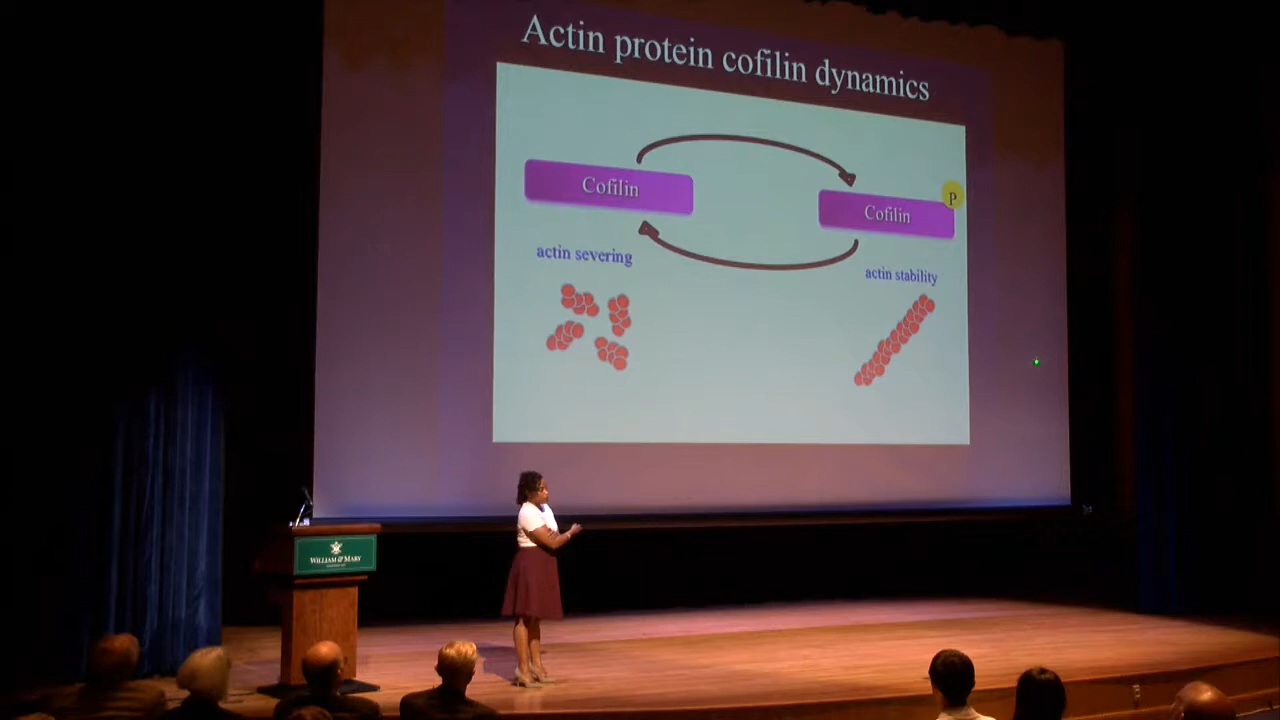 Actin protein cofilin dynamics
Cofilin
Cofilin
P
actin severing
actin stability
WILLIAM & MARY